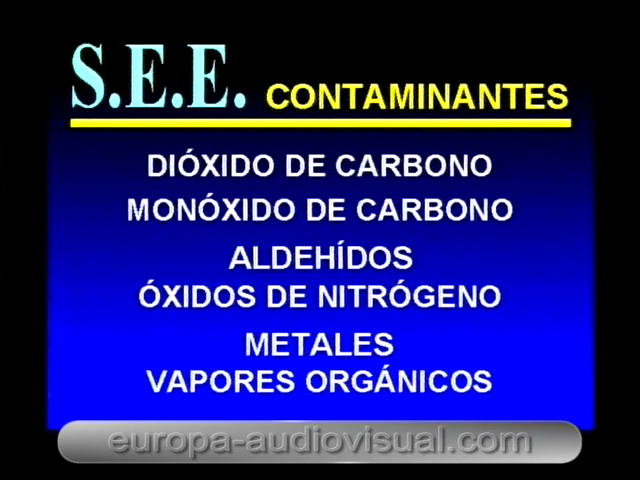 S.E.E. CONTAMINANTES
DIÓXIDO DE CARBONO
MONÓXIDO DE CARBONO
ALDEHÍDOS
ÓXIDOS DE NITRÓGENO
METALES
VAPORES ORGÁNICOS
europa-audiovisual.com